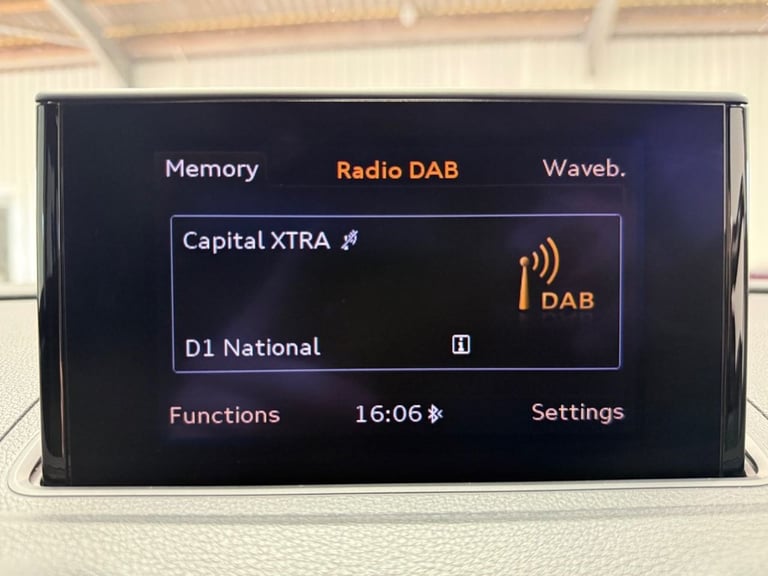 Memory Radio DAB Waveb.
Capital XTRA
DAB
D1 National i
Functions 16:06 Settings